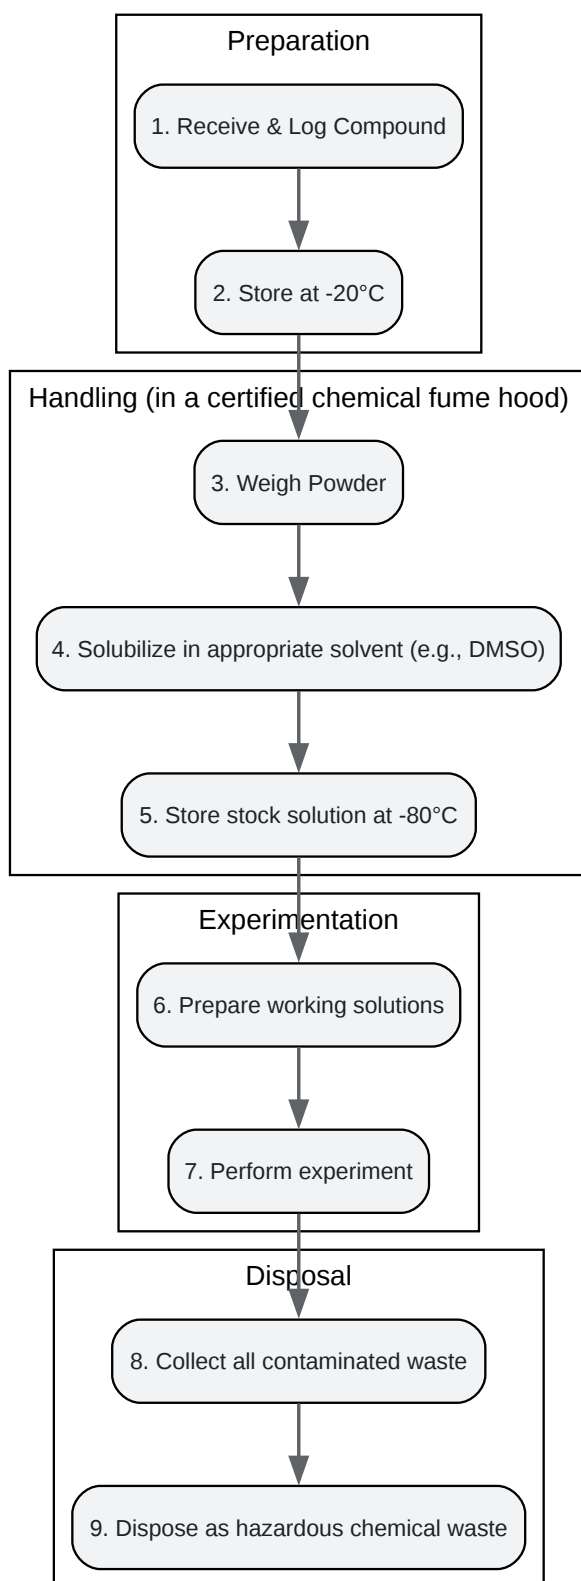 Preparation
1. Receive & Log Compound
2. Store at -20°C
Handling (in a certified chemical fume hood)
3. Weigh Powder
4. Solubilize in appropriate solvent (e.g., DMSO)
5. Store stock solution at -80°C
Experimentation
6. Prepare working solutions
7. Perform experiment
Disposal
8. Collect all contaminated waste
9. Dispose as hazardous chemical waste